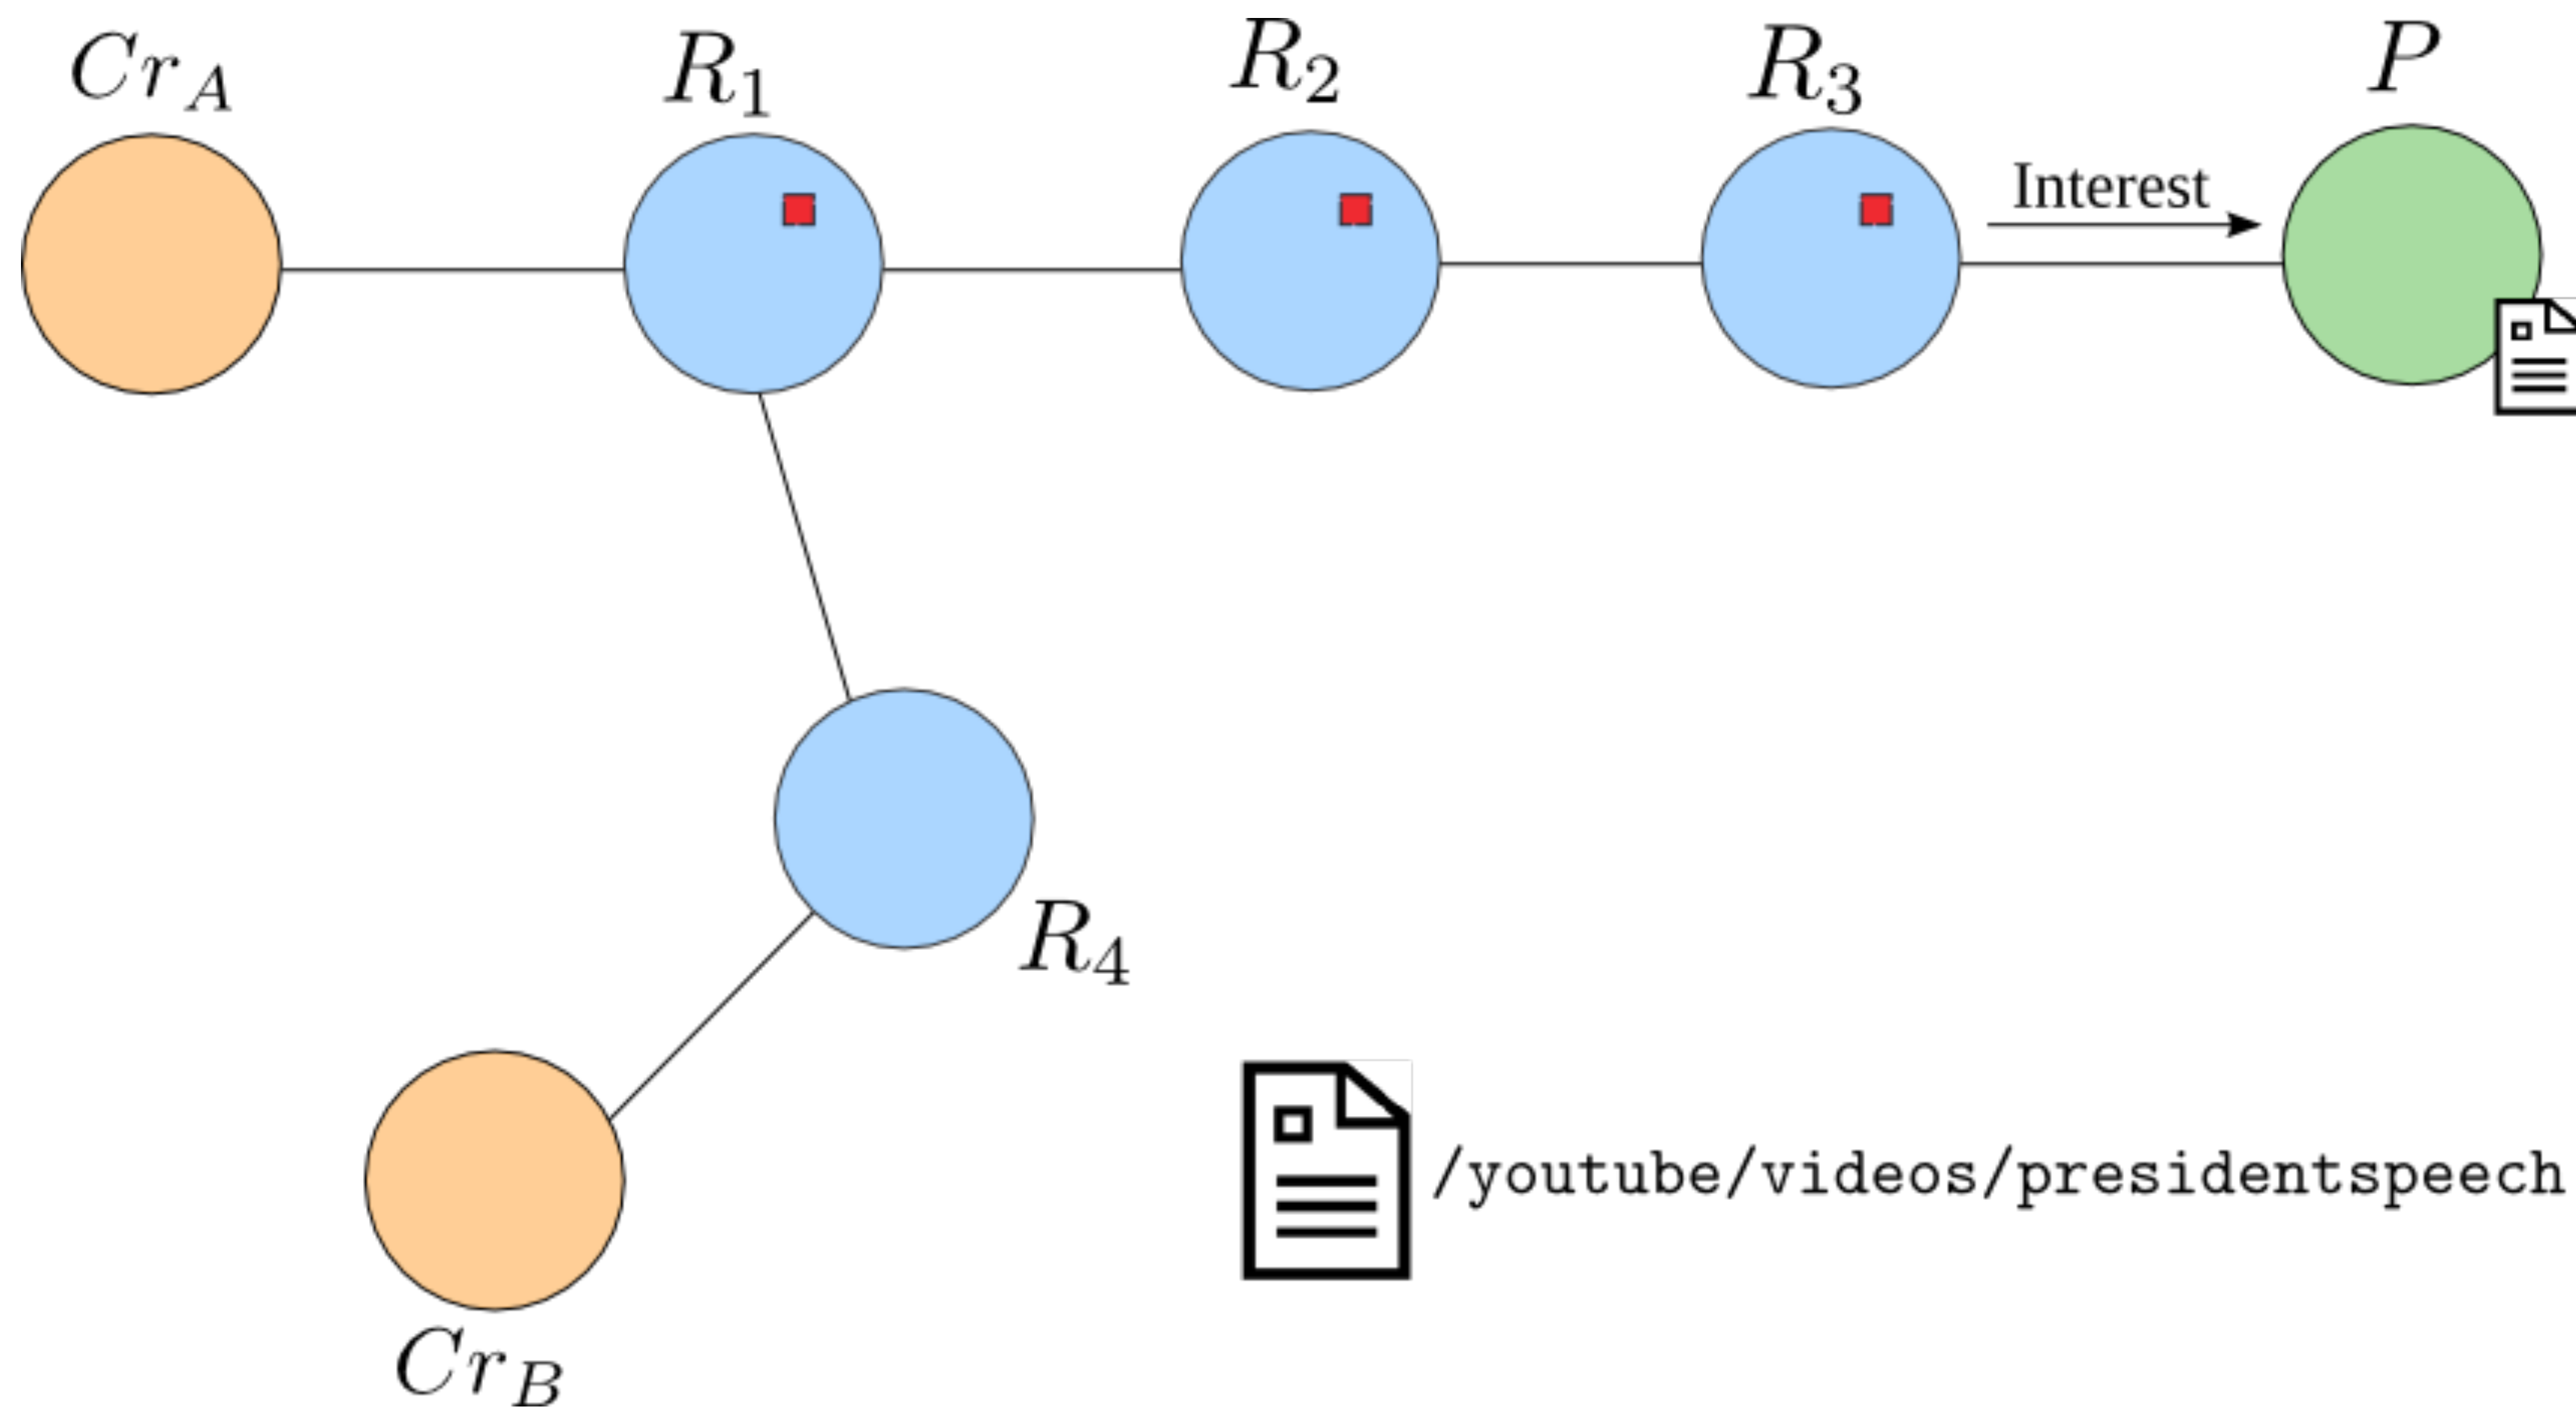 Cr_A
R_1
R_2
R_3
P
Interest
R_4
/youtube/videos/presidentspeech
Cr_B